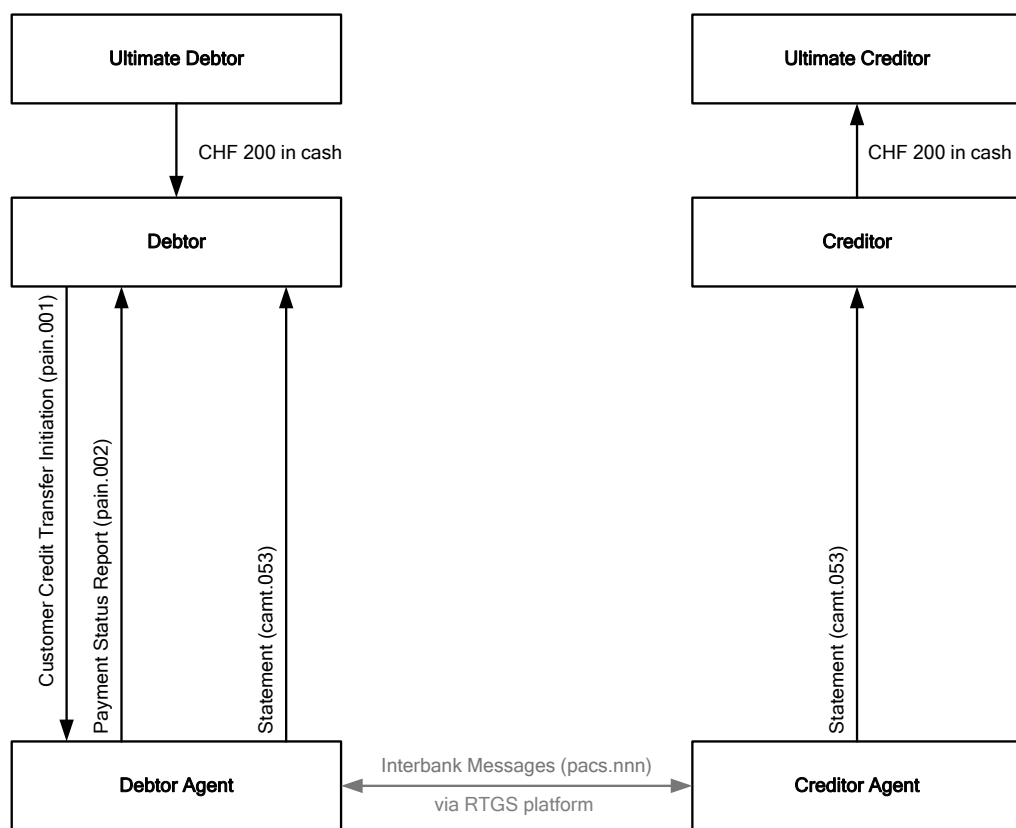 Ultimate Debtor
Ultimate Creditor
CHF 200 in cash
CHF 200 in cash
Debtor
Creditor
Customer Credit Transfer Initiation (pain.001)
Payment Status Report (pain.002)
Statement (camt.053)
Statement (camt.053)
Debtor Agent
Interbank Messages (pacs.nnn)
via RTGS platform
Creditor Agent